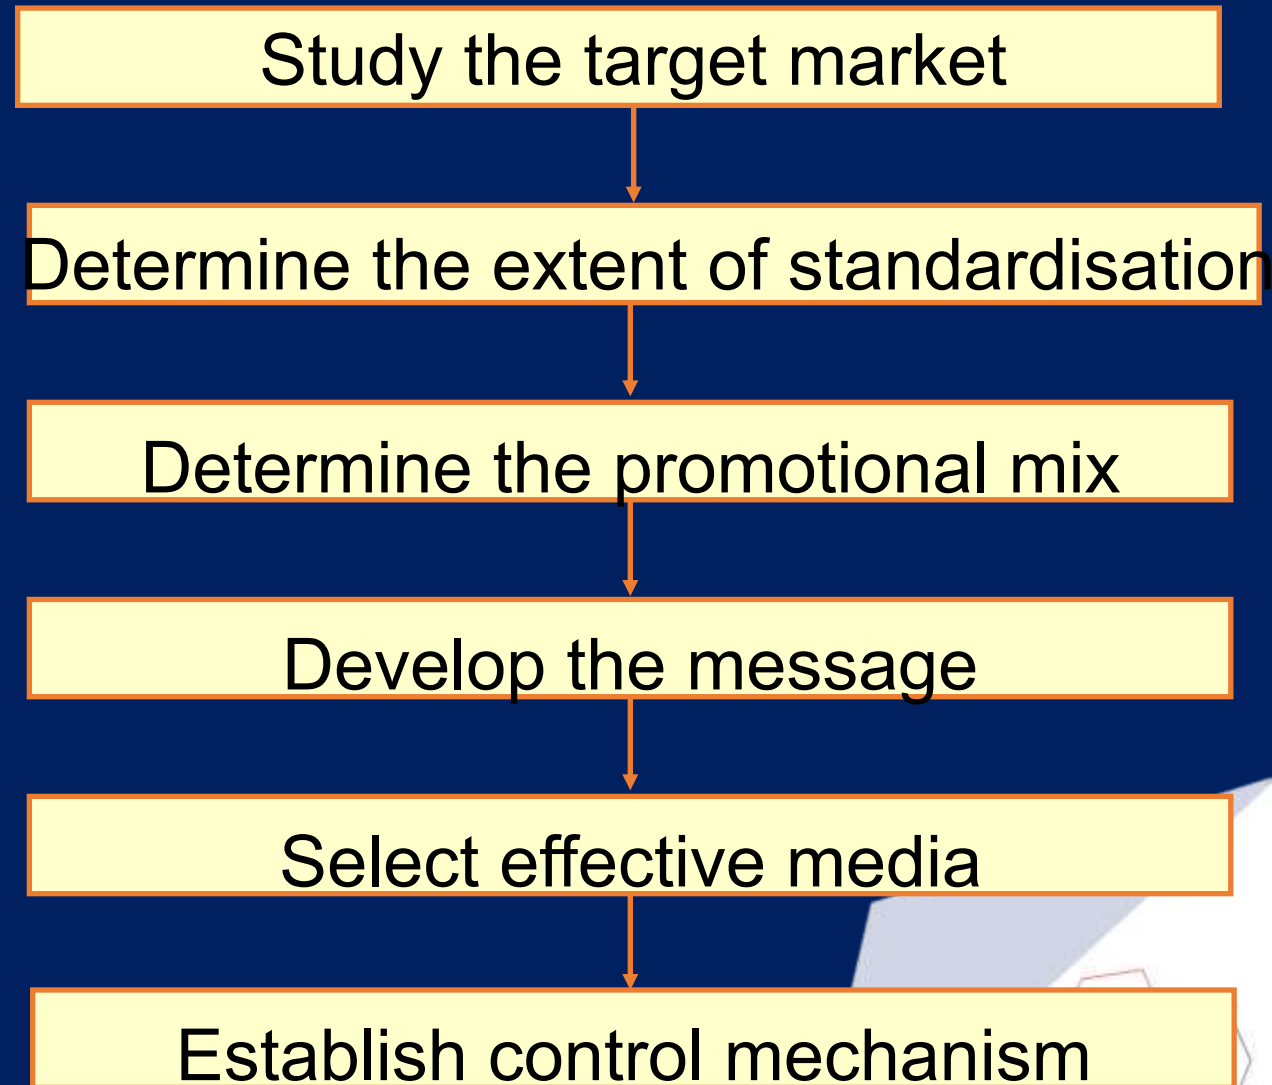 Study the target market
Determine the extent of standardisation
Determine the promotional mix
Develop the message
Select effective media
Establish control mechanism